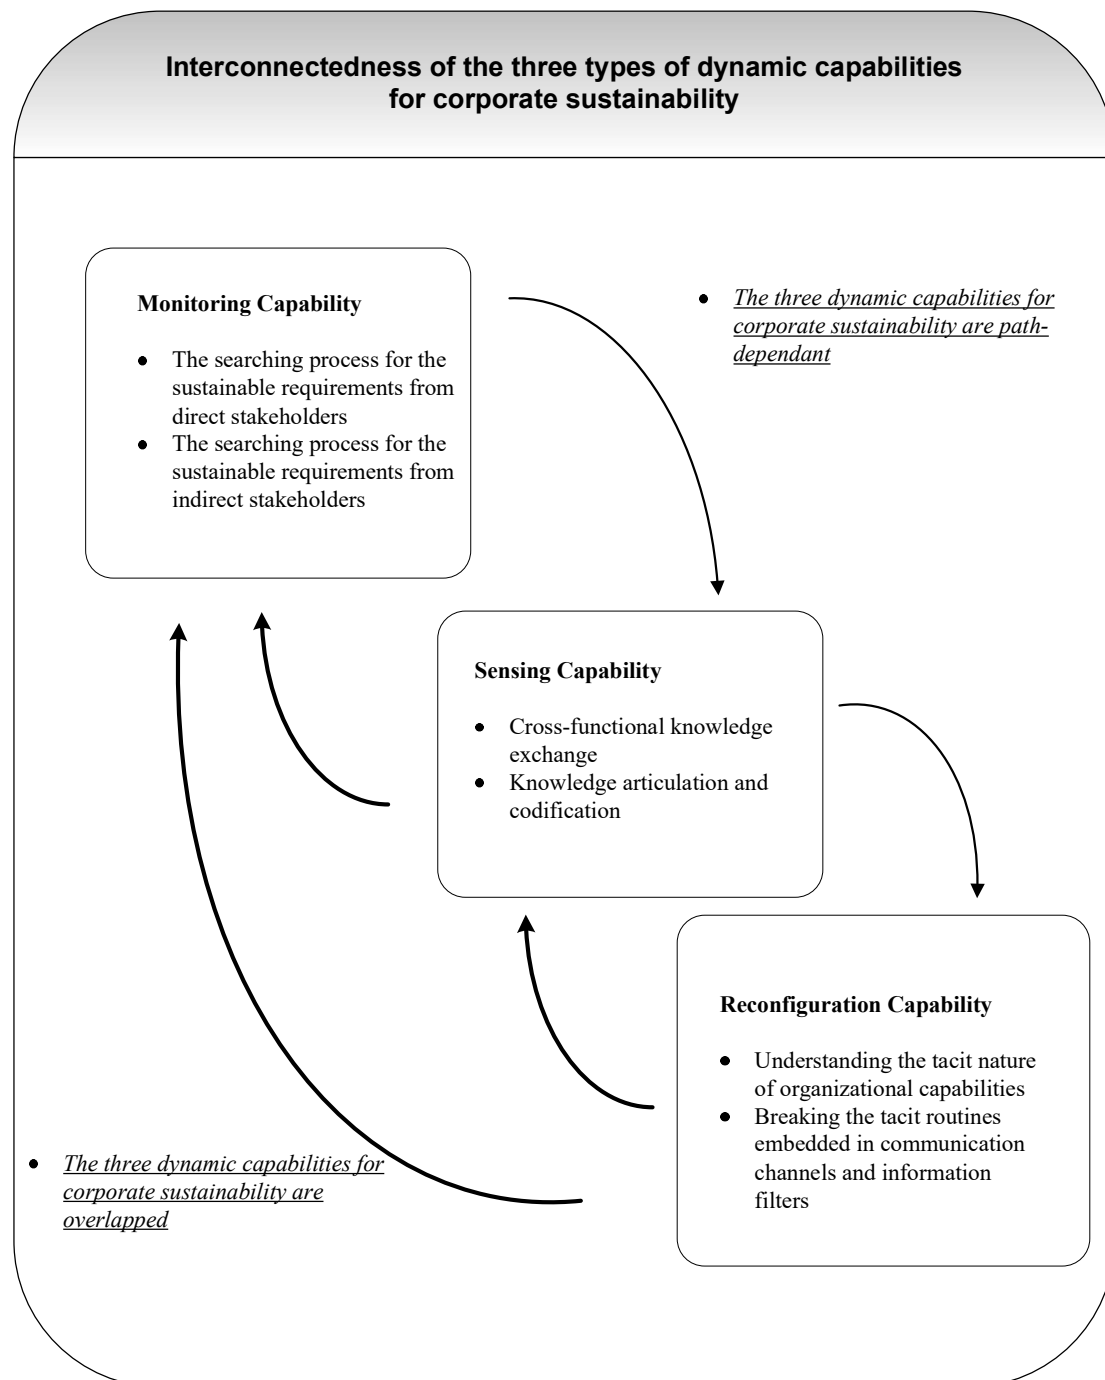 Interconnectedness of the three types of dynamic capabilities
for corporate sustainability
Monitoring Capability
• The searching process for the
sustainable requirements from
direct stakeholders
• The searching process for the
sustainable requirements from
indirect stakeholders
• The three dynamic capabilities for
corporate sustainability are path-
dependant
Sensing Capability
• Cross-functional knowledge
exchange
• Knowledge articulation and
codification
Reconfiguration Capability
• Understanding the tacit nature
of organizational capabilities
• Breaking the tacit routines
embedded in communication
channels and information
filters
• The three dynamic capabilities for
corporate sustainability are
overlapped